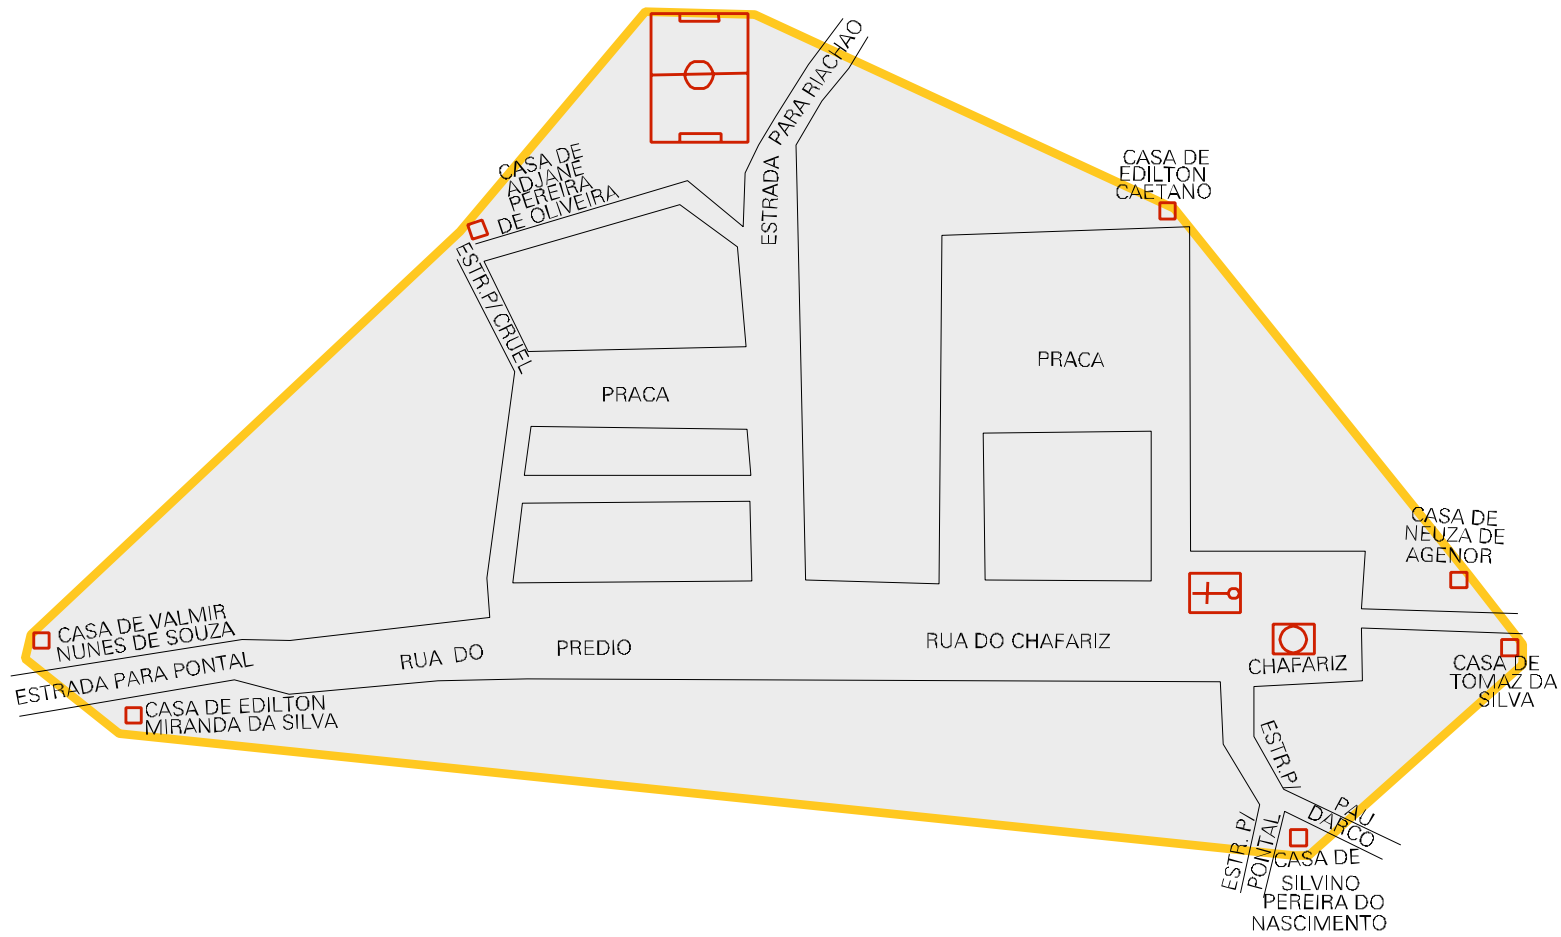 ESTRADA PARA RIACHAO
CASA DE
ADJANE
PEREIRA
DE OLIVEIRA
CASA DE
EDILTON
CAETANO
ESTR.P/ CRUEL
PRACA
PRACA
CASA DE
NEUZA DE
AGENOR
CASA DE VALMIR
NUNES DE SOUZA
ESTRADA PARA PONTAL
RUA DO PREDIO
RUA DO CHAFARIZ
CHAFARIZ
CASA DE
TOMAZ DA
SILVA
CASA DE EDILTON
MIRANDA DA SILVA
ESTR.P/
PAU
DARCO
ESTR. P/
PONTAL
CASA DE
SILVINO
PEREIRA DO
NASCIMENTO